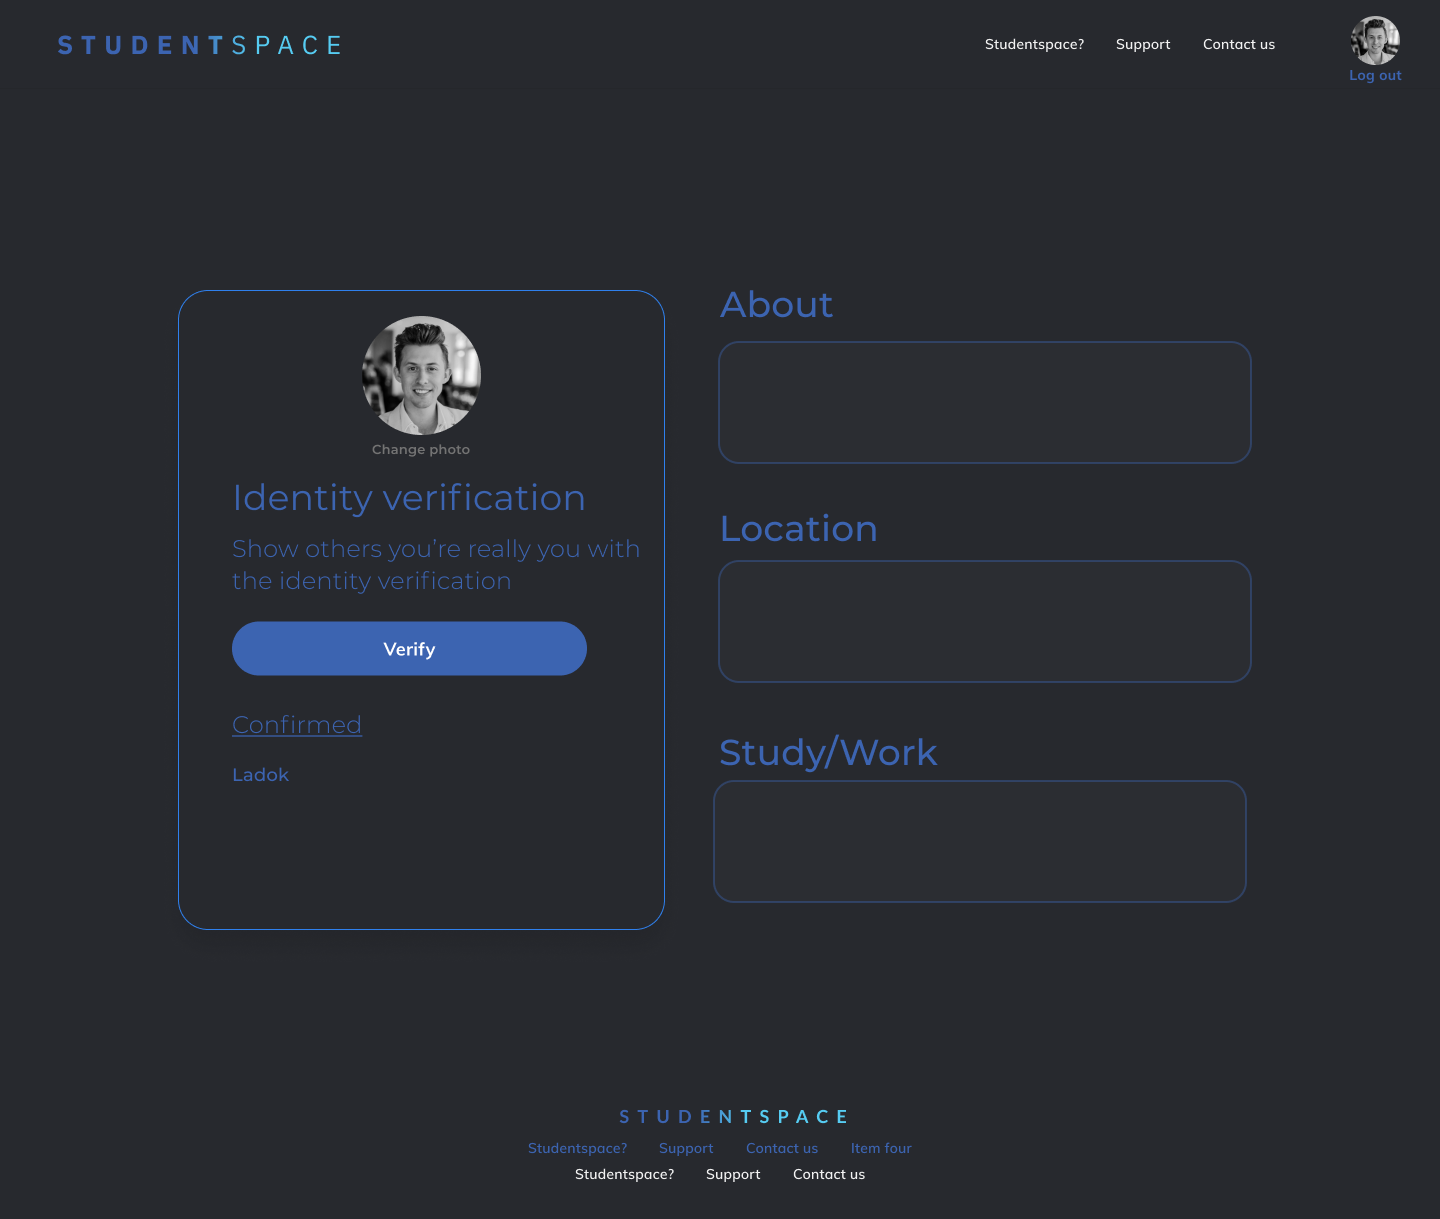 STUDENTSPACE
Studentspace? Support Contact us
Log out
Change photo
Identity verification
Show others you’re really you with
the identity verification
Verify
Confirmed
Ladok
About
Location
Study/Work
STUDENTSPACE
Studentspace? Support Contact us Item four
Studentspace? Support Contact us